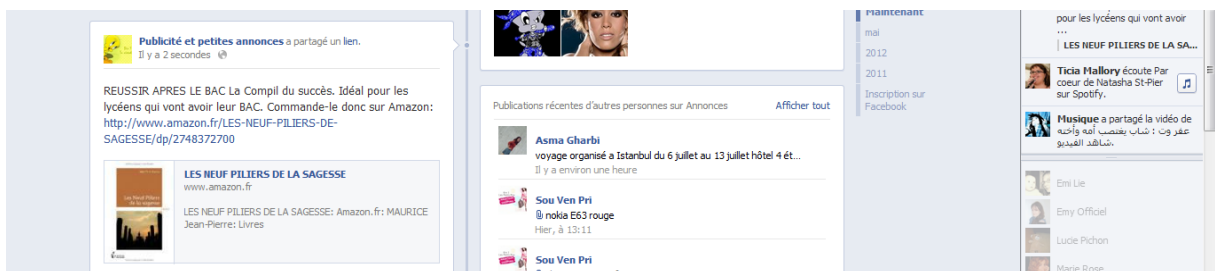 Publicité et petites annonces a partagé un lien.
Il y a 2 secondes
REUSSIR APRES LE BAC La Compil du succès. Idéal pour les
lycéens qui vont avoir leur BAC. Commande-le donc sur Amazon:
http://www.amazon.fr/LES-NEUF-PILIERS-DE-
SAGESSE/dp/2748372700
LES NEUF PILIERS DE LA SAGESSE
www.amazon.fr
LES NEUF PILIERS DE LA SAGESSE: Amazon.fr: MAURICE
Jean-Pierre: Livres
Publications récentes d'autres personnes sur Annonces
Afficher tout
Asma Gharbi
voyage organisé a Istanbul du 6 juillet au 13 juillet hôtel 4 ét...
Il y a environ une heure
Sou Ven Pri
nokia E63 rouge
Hier, à 13:11
Sou Ven Pri
Maintenant
mai
2012
2011
Inscription sur
Facebook
pour les lycéens qui vont avoir
...
LES NEUF PILIERS DE LA SA...
Ticia Mallory écoute Par
coeur de Natasha St-Pier
sur Spotify.
Musique a partagé la vidéo de
عفر وت : شاب يغتصب أمه وأخته
شاهد الفيديو.
Emi Lie
Emy Officiel
Lucie Pichon
Marie Rose